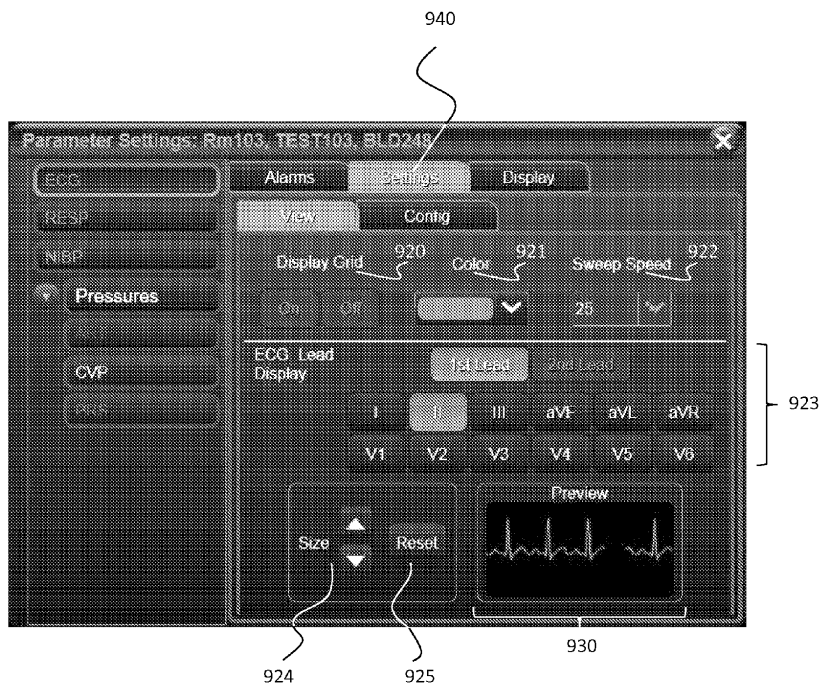 940
Parameter Settings: Rm103, TEST103, BLD248
ECG
Alarms Settings Display
RESP
View Config
NIBP
Display Grid 920 Color 921 Sweep Speed 922
Pressures
On Off 25
ECG Lead Display
1st Lead 2nd Lead
CVP
I II III aVF aVL aVR
923
V1 V2 V3 V4 V5 V6
Preview
Size Reset
930
924 925